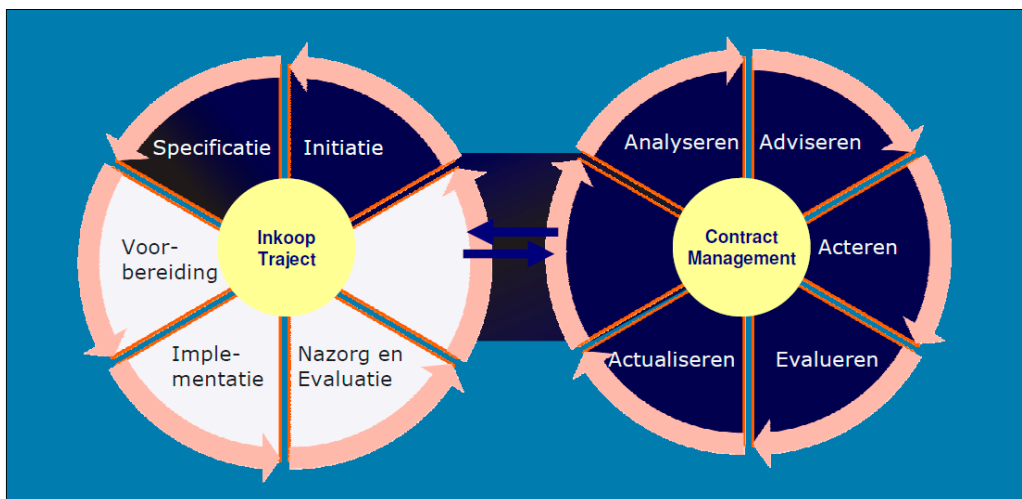 Specificatie
Initiatie
Voor-
bereiding
Inkoop
Traject
Imple-
mentatie
Nazorg en
Evaluatie
Analyseren
Adviseren
Contract
Management
Acteren
Actualiseren
Evalueren